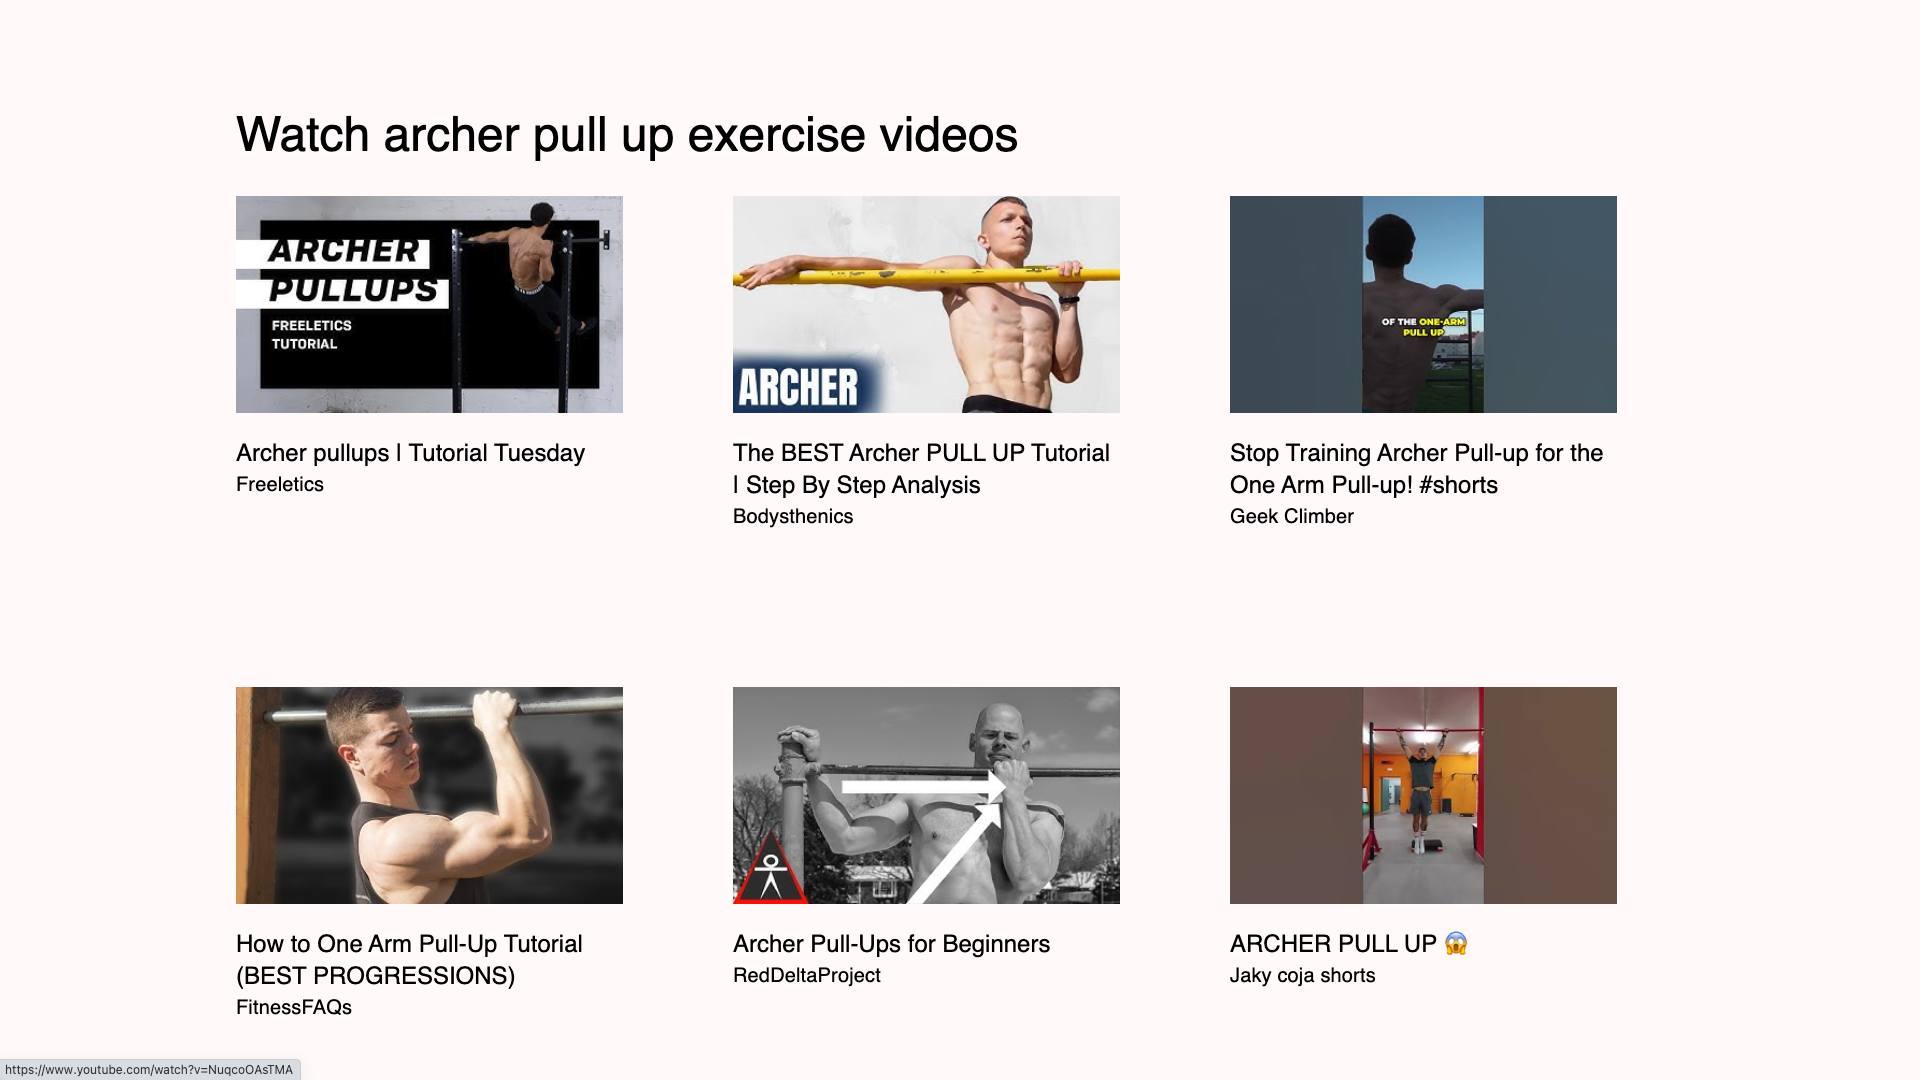 Watch archer pull up exercise videos
ARCHER
PULLUPS
FREELETICS
TUTORIAL
ARCHER
OF THE ONE-ARM
PULL UP
Archer pullups | Tutorial Tuesday
Freeletics
The BEST Archer PULL UP Tutorial
| Step By Step Analysis
Bodysthenics
Stop Training Archer Pull-up for the
One Arm Pull-up! #shorts
Geek Climber
How to One Arm Pull-Up Tutorial
(BEST PROGRESSIONS)
FitnessFAQs
Archer Pull-Ups for Beginners
RedDeltaProject
ARCHER PULL UP 😱
Jaky coja shorts
https://www.youtube.com/watch?v=NuqcoOAsTMA